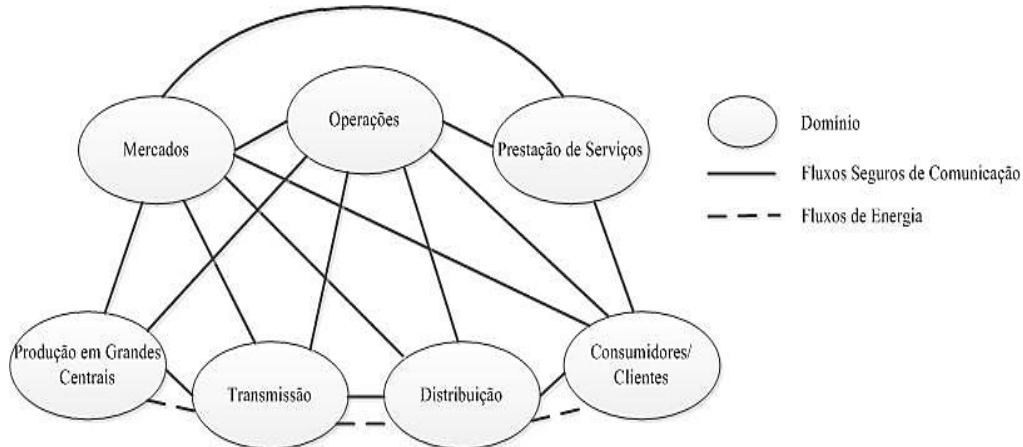 Mercados
Operações
Prestação de Serviços
Produção em Grandes
Centrais
Transmissão
Distribuição
Consumidores/
Clientes
Domínio
Fluxos Seguros de Comunicação
Fluxos de Energia